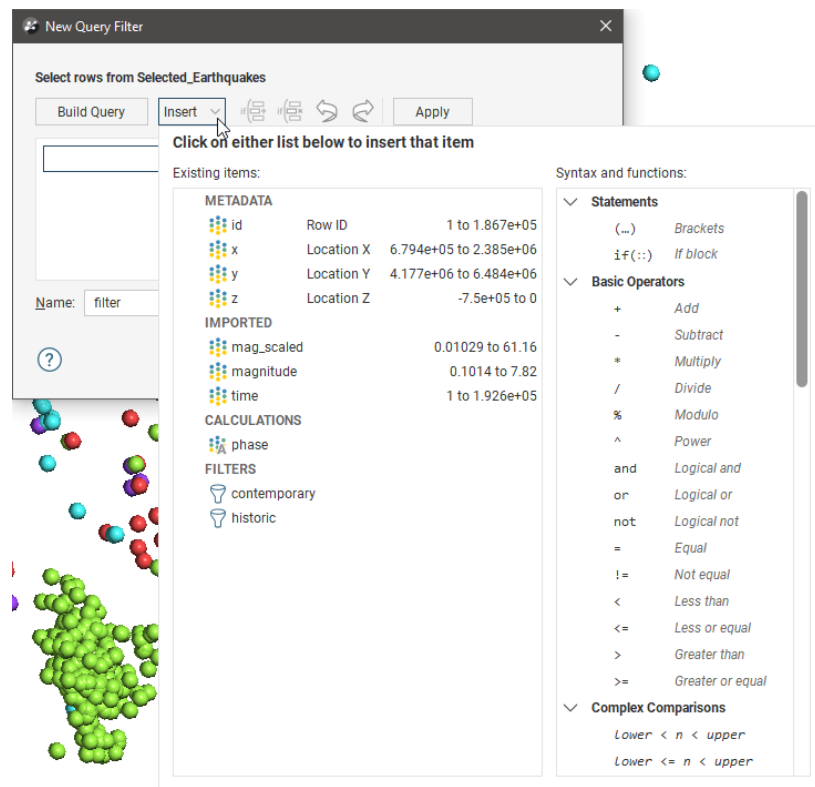 New Query Filter
Select rows from Selected_Earthquakes
Build Query Insert if if Apply
Click on either list below to insert that item
Existing items:
METADATA
id Row ID 1 to 1.867e+05
x Location X 6.794e+05 to 2.385e+06
y Location Y 4.177e+06 to 6.484e+06
z Location Z -7.5e+05 to 0
IMPORTED
mag_scaled 0.01029 to 61.16
magnitude 0.1014 to 7.82
time 1 to 1.926e+05
CALCULATIONS
phase
FILTERS
contemporary
historic
Syntax and functions:
Statements
(…) Brackets
if(::) If block
Basic Operators
+ Add
- Subtract
* Multiply
/ Divide
% Modulo
^ Power
and Logical and
or Logical or
not Logical not
= Equal
!= Not equal
< Less than
<= Less or equal
> Greater than
>= Greater or equal
Complex Comparisons
lower < n < upper
lower <= n < upper
Name: filter
?